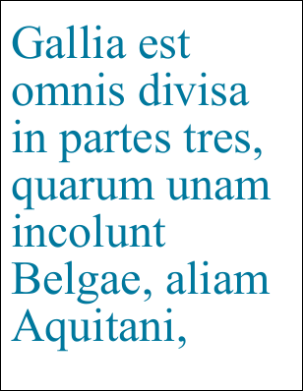 Gallia est
omnis divisa
in partes tres,
quarum unam
incolunt
Belgae, aliam
Aquitani,